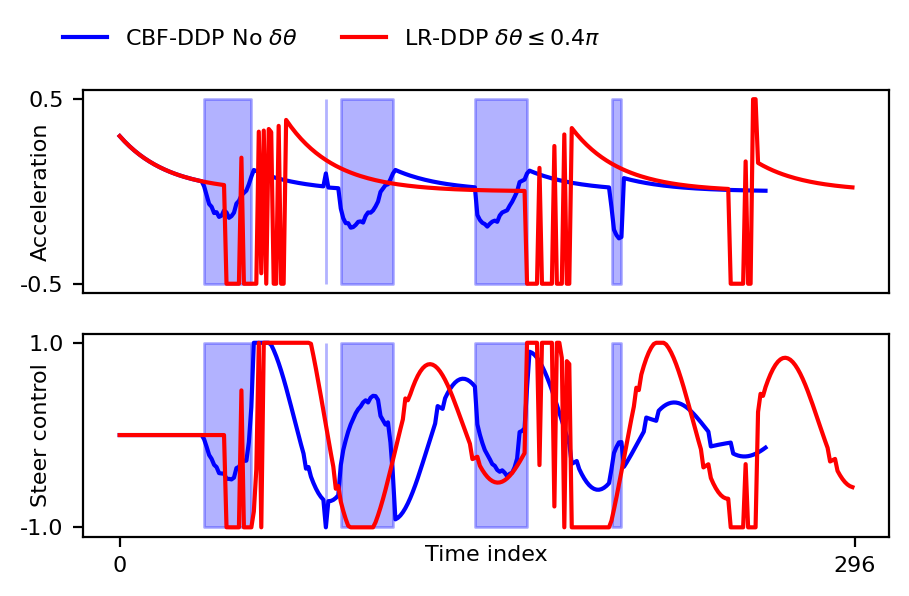 CBF-DDP No δθ LR-DDP δθ ≤ 0.4π
0.5
Acceleration
-0.5
1.0
Steer control
-1.0
Time index
0 296